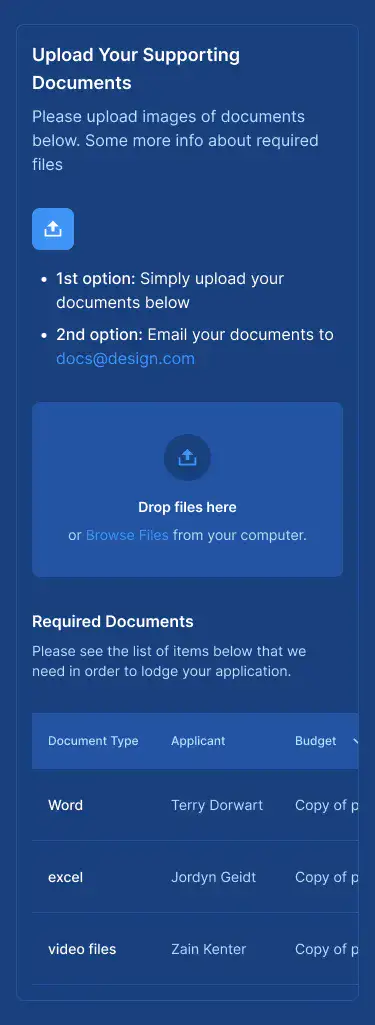 Upload Your Supporting
Documents
Please upload images of documents
below. Some more info about required
files
1st option: Simply upload your
documents below
2nd option: Email your documents to
docs@design.com
Drop files here
or Browse Files from your computer.
Required Documents
Please see the list of items below that we
need in order to lodge your application.
Document Type Applicant Budget
Word Terry Dorwart Copy of p
excel Jordyn Geidt Copy of p
video files Zain Kenter Copy of p